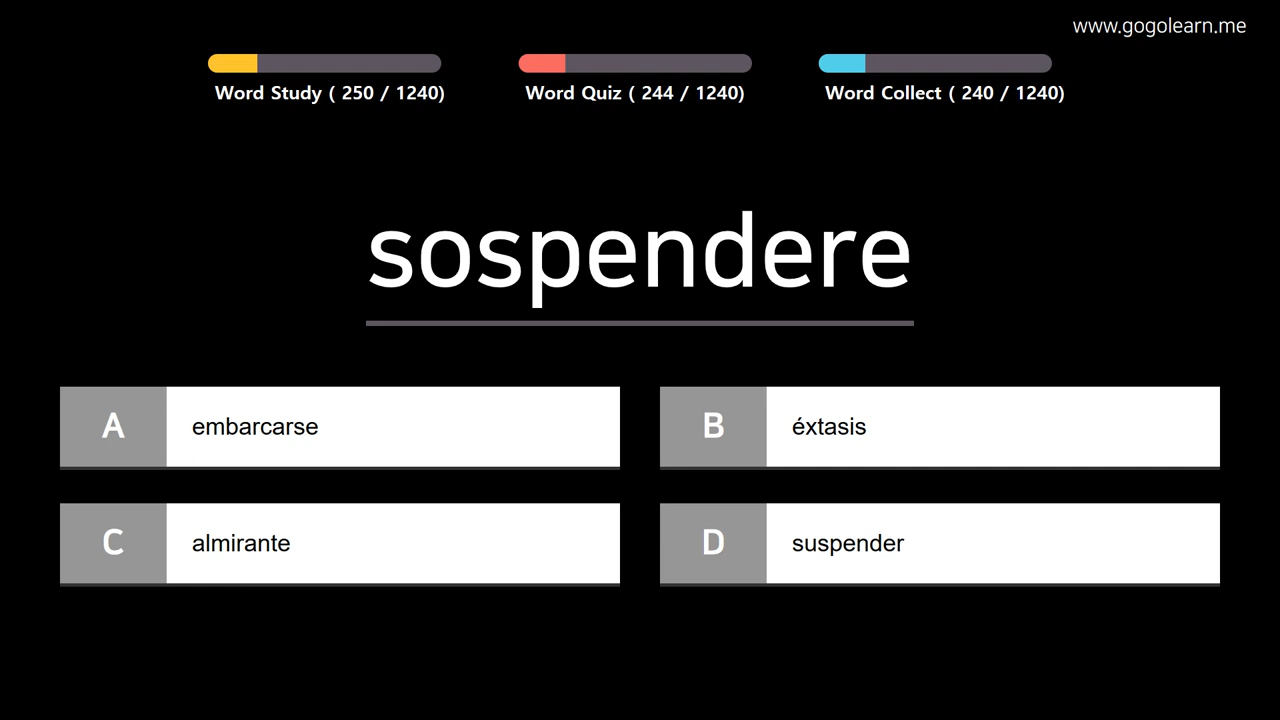 www.gogolearn.me
Word Study ( 250 / 1240)
Word Quiz ( 244 / 1240)
Word Collect ( 240 / 1240)
sospendere
A embarcarse
B éxtasis
C almirante
D suspender